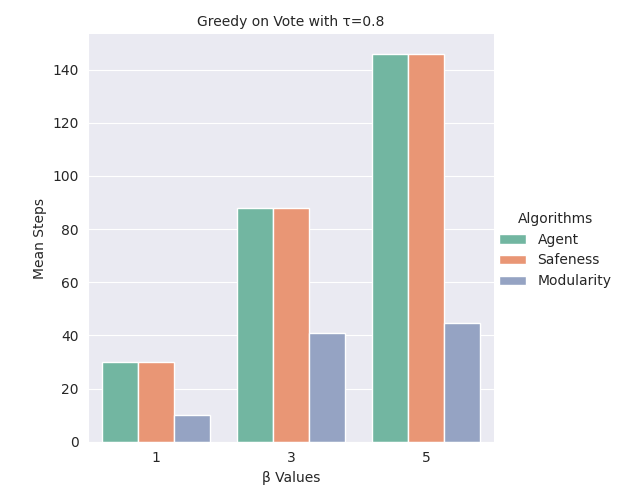 Greedy on Vote with τ=0.8
140
120
100
80
60
40
20
0
Mean Steps
1
3
5
β Values
Algorithms
Agent
Safeness
Modularity